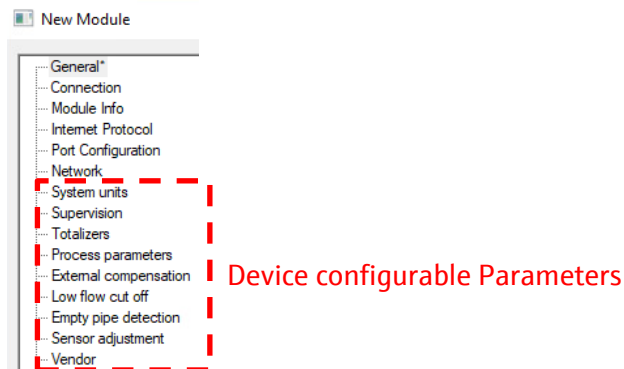 New Module
General*
Connection
Module Info
Internet Protocol
Port Configuration
Network
System units
Supervision
Totalizers
Process parameters
External compensation
Device configurable Parameters
Low flow cut off
Empty pipe detection
Sensor adjustment
Vendor